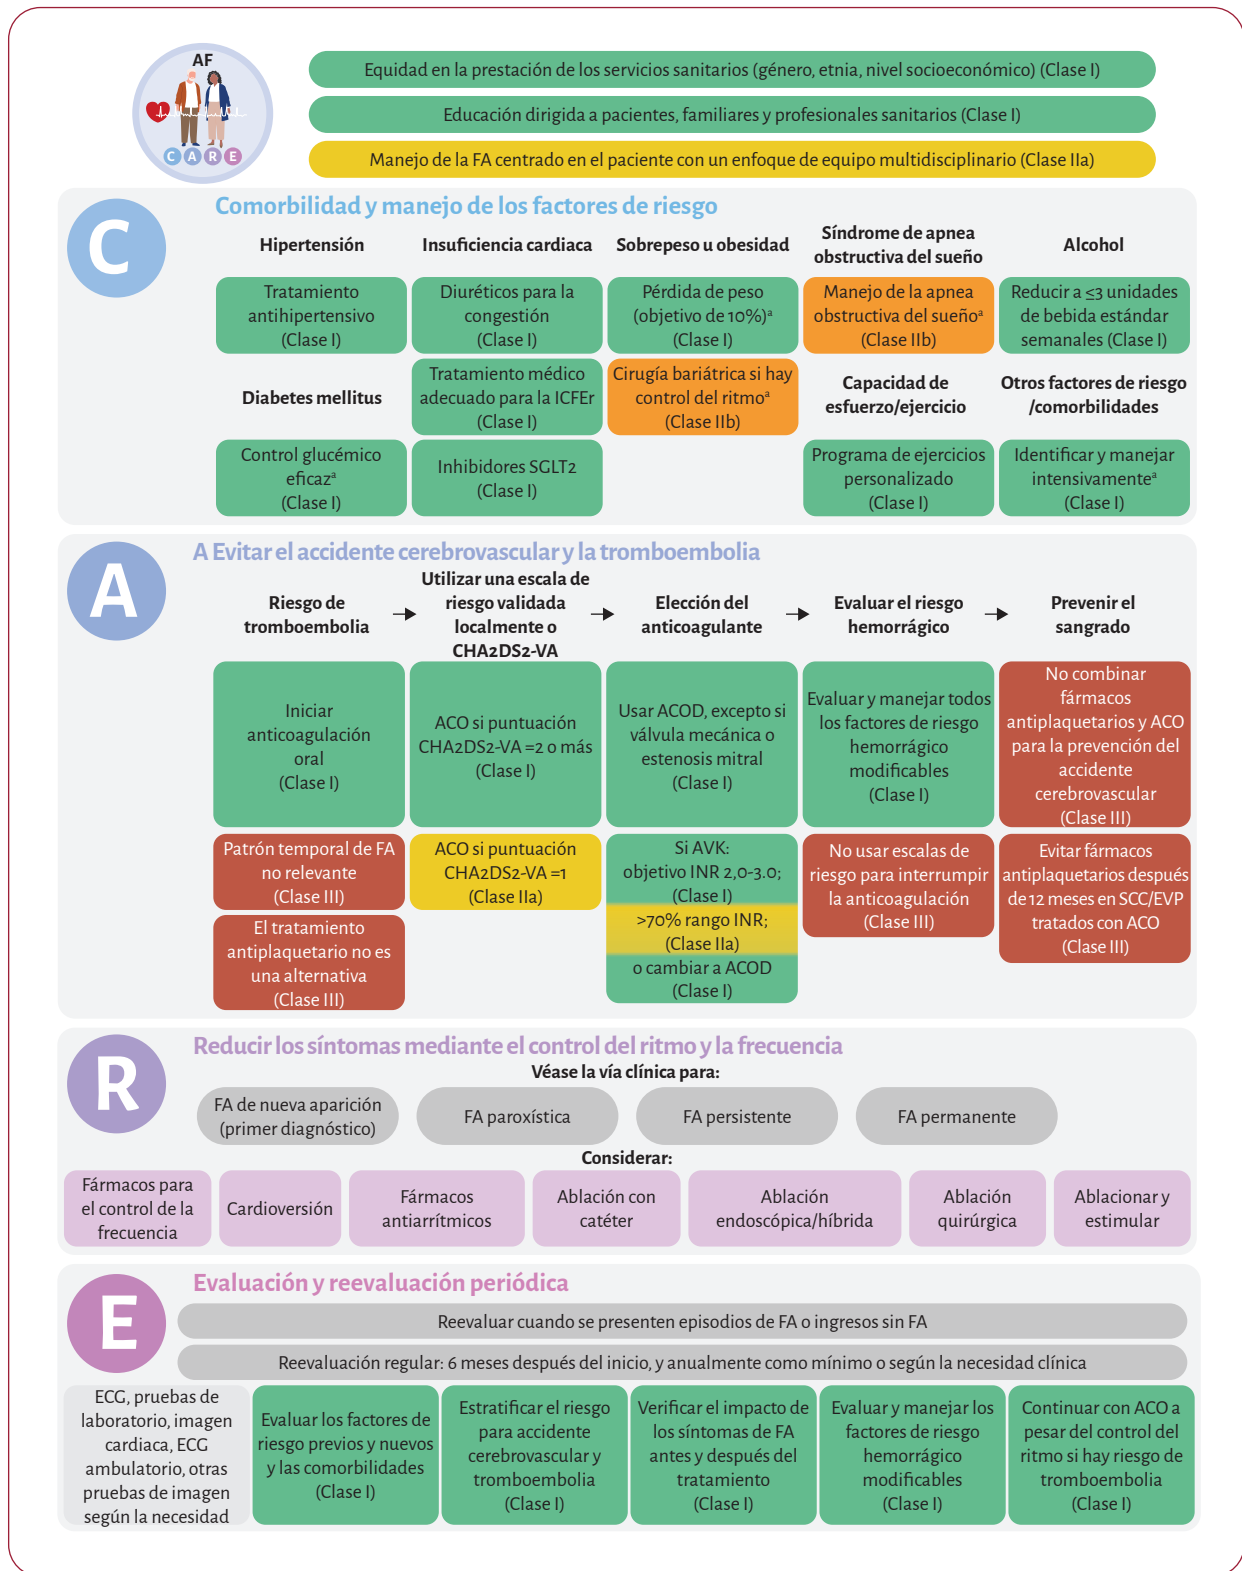 AF
C A R E
Equidad en la prestación de los servicios sanitarios (género, etnia, nivel socioeconómico) (Clase I)
Educación dirigida a pacientes, familiares y profesionales sanitarios (Clase I)
Manejo de la FA centrado en el paciente con un enfoque de equipo multidisciplinario (Clase IIa)
C
Comorbilidad y manejo de los factores de riesgo
Hipertensión
Tratamiento
antihipertensivo
(Clase I)
Diabetes mellitus
Control glucémico
eficazª
(Clase I)
Insuficiencia cardiaca
Diuréticos para la
congestión
(Clase I)
Tratamiento médico
adecuado para la ICFEr
(Clase I)
Inhibidores SGLT2
(Clase I)
Sobrepeso u obesidad
Pérdida de peso
(objetivo de 10%)ª
(Clase I)
Cirugía bariátrica si hay
control del ritmoª
(Clase IIb)
Síndrome de apnea
obstructiva del sueño
Manejo de la apnea
obstructiva del sueñoª
(Clase IIb)
Capacidad de
esfuerzo/ejercicio
Programa de ejercicios
personalizado
(Clase I)
Alcohol
Reducir a ≤3 unidades
de bebida estándar
semanales (Clase I)
Otros factores de riesgo
/comorbilidades
Identificar y manejar
intensivamenteª
(Clase I)
A
A Evitar el accidente cerebrovascular y la tromboembolia
Riesgo de
tromboembolia
Iniciar
anticoagulación
oral
(Clase I)
Patrón temporal de FA
no relevante
(Clase III)
El tratamiento
antiplaquetario no es
una alternativa
(Clase III)
Utilizar una escala de
riesgo validada
localmente o
CHA2DS2-VA
ACO si puntuación
CHA2DS2-VA =2 o más
(Clase I)
ACO si puntuación
CHA2DS2-VA =1
(Clase IIa)
Elección del
anticoagulante
Usar ACOD, excepto si
válvula mecánica o
estenosis mitral
(Clase I)
Si AVK:
objetivo INR 2,0-3.0;
(Clase I)
>70% rango INR;
(Clase IIa)
o cambiar a ACOD
(Clase I)
Evaluar el riesgo
hemorrágico
Evaluar y manejar todos
los factores de riesgo
hemorrágico
modificables
(Clase I)
No usar escalas de
riesgo para interrumpir
la anticoagulación
(Clase III)
Prevenir el
sangrado
No combinar
fármacos
antiplaquetarios y ACO
para la prevención del
accidente
cerebrovascular
(Clase III)
Evitar fármacos
antiplaquetarios después
de 12 meses en SCC/EVP
tratados con ACO
(Clase III)
R
Reducir los síntomas mediante el control del ritmo y la frecuencia
Véase la vía clínica para:
FA de nueva aparición
(primer diagnóstico)
FA paroxística
FA persistente
FA permanente
Considerar:
Fármacos para
el control de la
frecuencia
Cardioversión
Fármacos
antiarrítmicos
Ablación con
catéter
Ablación
endoscópica/híbrida
Ablación
quirúrgica
Ablacionar y
estimular
E
Evaluación y reevaluación periódica
Reevaluar cuando se presenten episodios de FA o ingresos sin FA
Reevaluación regular: 6 meses después del inicio, y anualmente como mínimo o según la necesidad clínica
ECG, pruebas de
laboratorio, imagen
cardiaca, ECG
ambulatorio, otras
pruebas de imagen
según la necesidad
Evaluar los factores de
riesgo previos y nuevos
y las comorbilidades
(Clase I)
Estratificar el riesgo
para accidente
cerebrovascular y
tromboembolia
(Clase I)
Verificar el impacto de
los síntomas de FA
antes y después del
tratamiento
(Clase I)
Evaluar y manejar los
factores de riesgo
hemorrágico
modificables
(Clase I)
Continuar con ACO a
pesar del control del
ritmo si hay riesgo de
tromboembolia
(Clase I)